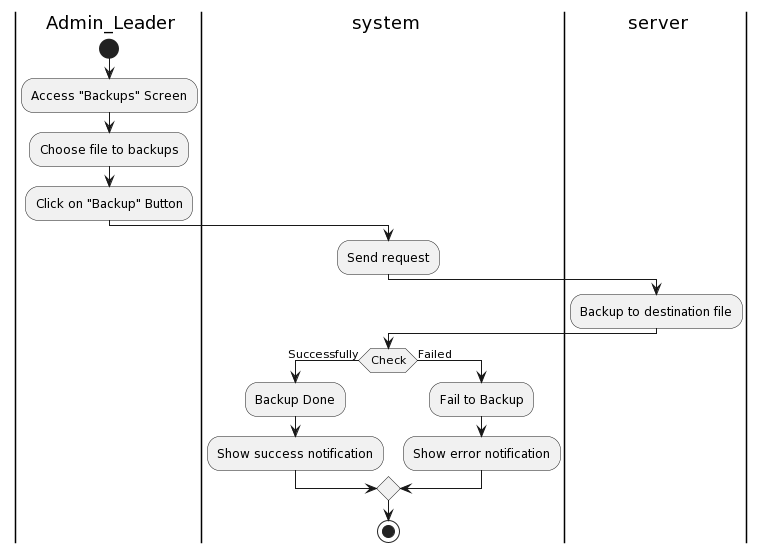 Admin_Leader
system
server
Access "Backups" Screen
Choose file to backups
Click on "Backup" Button
Send request
Backup to destination file
Successfully
Check
Failed
Backup Done
Fail to Backup
Show success notification
Show error notification